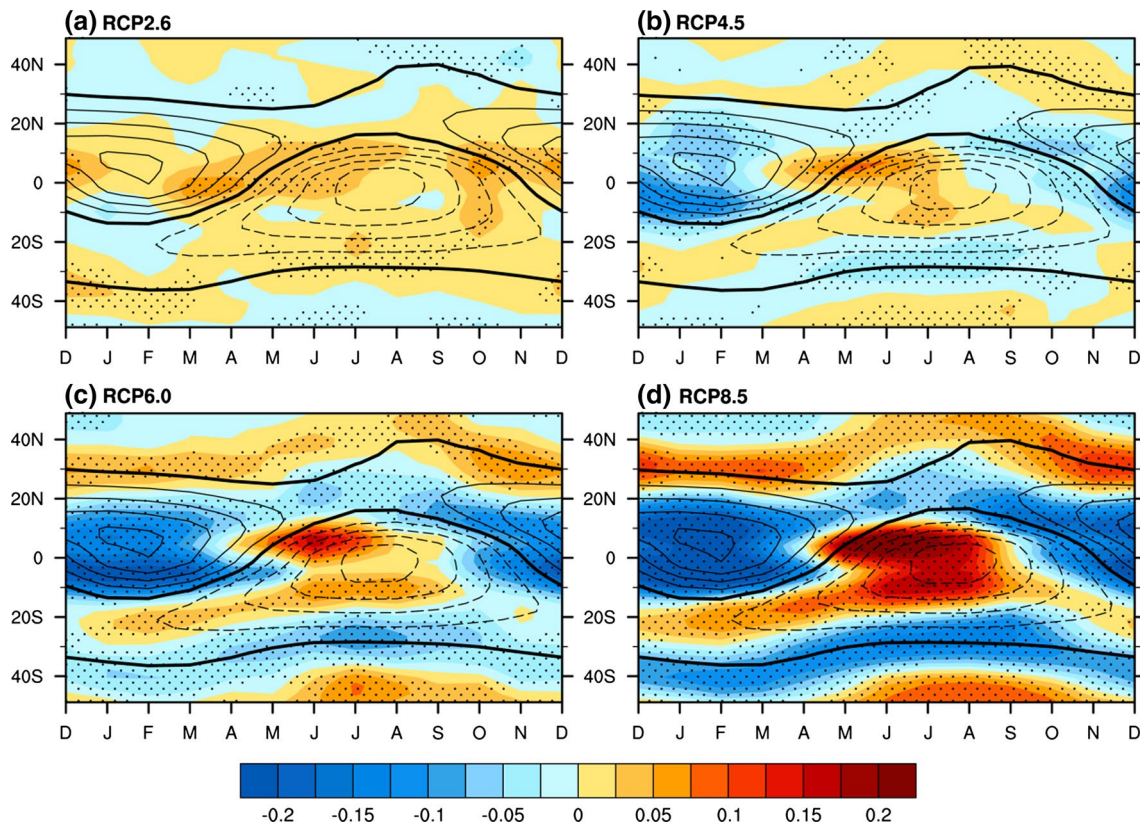 (a) RCP2.6
40N
20N
0
20S
40S
D J F M A M J J A S O N D
(b) RCP4.5
40N
20N
0
20S
40S
D J F M A M J J A S O N D
(c) RCP6.0
40N
20N
0
20S
40S
D J F M A M J J A S O N D
(d) RCP8.5
40N
20N
0
20S
40S
D J F M A M J J A S O N D
-0.2 -0.15 -0.1 -0.05 0 0.05 0.1 0.15 0.2